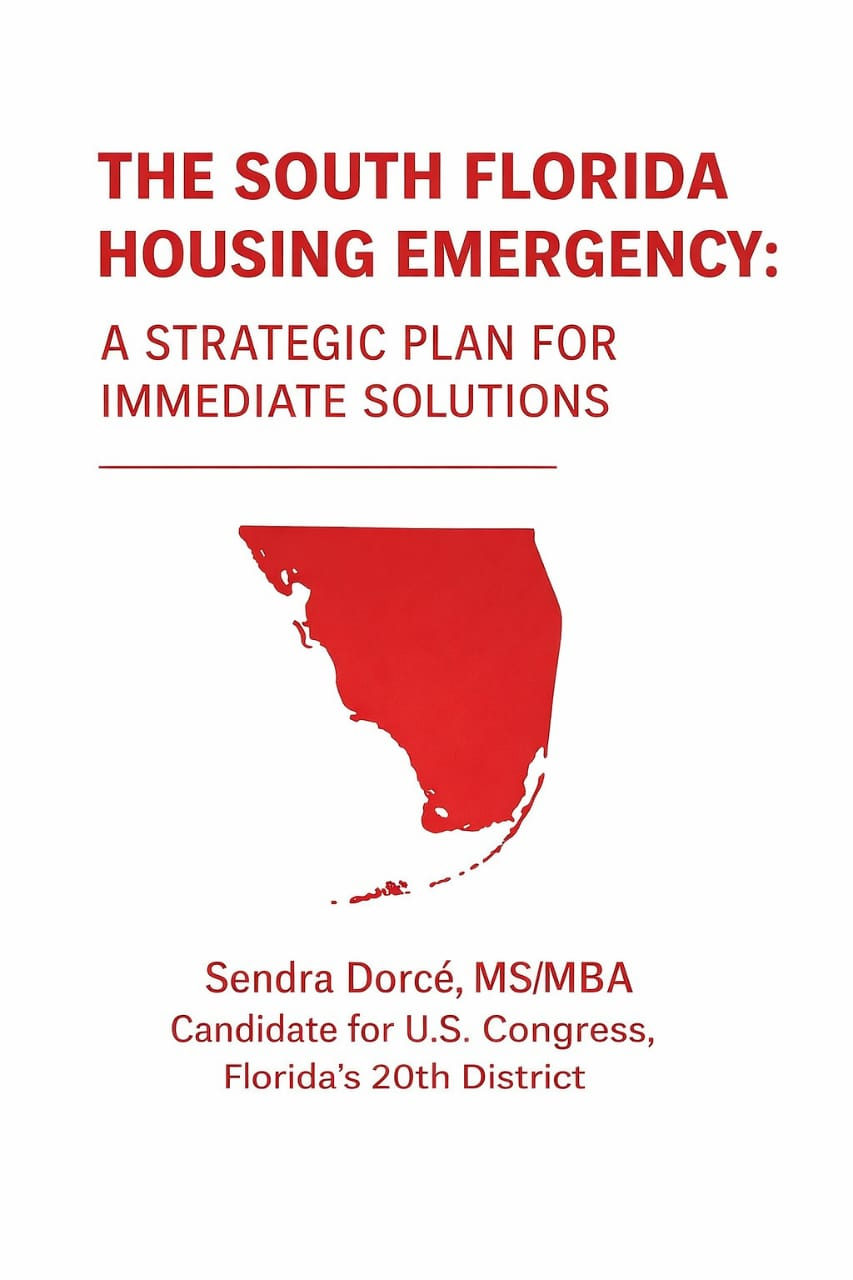 THE SOUTH FLORIDA
HOUSING EMERGENCY:
A STRATEGIC PLAN FOR
IMMEDIATE SOLUTIONS
Sendra Dorcé, MS/MBA
Candidate for U.S. Congress,
Florida’s 20th District